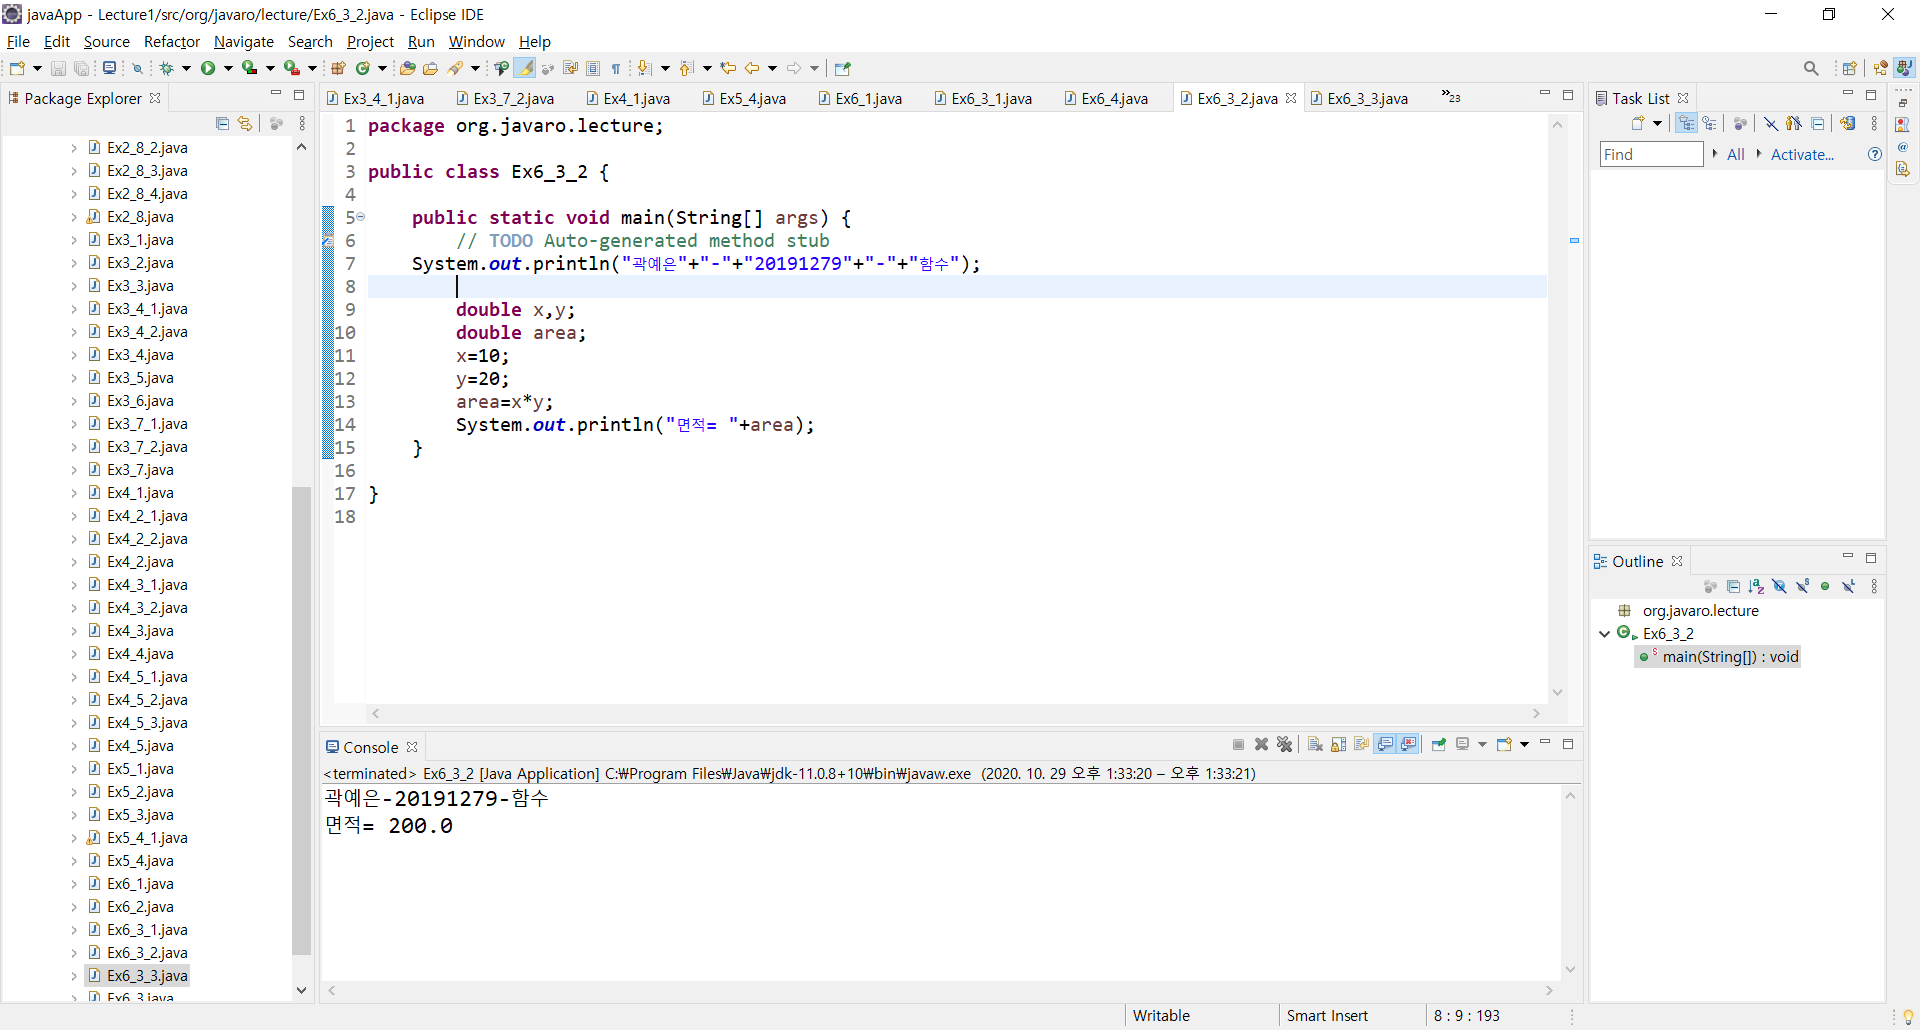 javaApp - Lecture1/src/org/javaro/lecture/Ex6_3_2.java - Eclipse IDE
File Edit Source Refactor Navigate Search Project Run Window Help
Package Explorer
Ex2_8_2.java
Ex2_8_3.java
Ex2_8_4.java
Ex2_8.java
Ex3_1.java
Ex3_2.java
Ex3_3.java
Ex3_4_1.java
Ex3_4_2.java
Ex3_4.java
Ex3_5.java
Ex3_6.java
Ex3_7_1.java
Ex3_7_2.java
Ex3_7.java
Ex4_1.java
Ex4_2_1.java
Ex4_2_2.java
Ex4_2.java
Ex4_3_1.java
Ex4_3_2.java
Ex4_3.java
Ex4_4.java
Ex4_5_1.java
Ex4_5_2.java
Ex4_5_3.java
Ex4_5.java
Ex5_1.java
Ex5_2.java
Ex5_3.java
Ex5_4_1.java
Ex5_4.java
Ex6_1.java
Ex6_2.java
Ex6_3_1.java
Ex6_3_2.java
Ex6_3_3.java
Ex6_3.java
Ex3_4_1.java Ex3_7_2.java Ex4_1.java Ex5_4.java Ex6_1.java Ex6_3_1.java Ex6_4.java Ex6_3_2.java Ex6_3_3.java »23
1 package org.javaro.lecture;
2
3 public class Ex6_3_2 {
4
5 public static void main(String[] args) {
6 // TODO Auto-generated method stub
7 System.out.println("곽예은"+"-"+"20191279"+"-"+"함수");
8
9 double x,y;
10 double area;
11 x=10;
12 y=20;
13 area=x*y;
14 System.out.println("면적= "+area);
15 }
16
17 }
18
Console
<terminated> Ex6_3_2 [Java Application] C:₩Program Files₩Java₩jdk-11.0.8+10₩bin₩javaw.exe (2020. 10. 29 오후 1:33:20 – 오후 1:33:21)
곽예은-20191279-함수
면적= 200.0
Task List
Find All Activate...
Outline
org.javaro.lecture
Ex6_3_2
main(String[]) : void
Writable Smart Insert 8 : 9 : 193